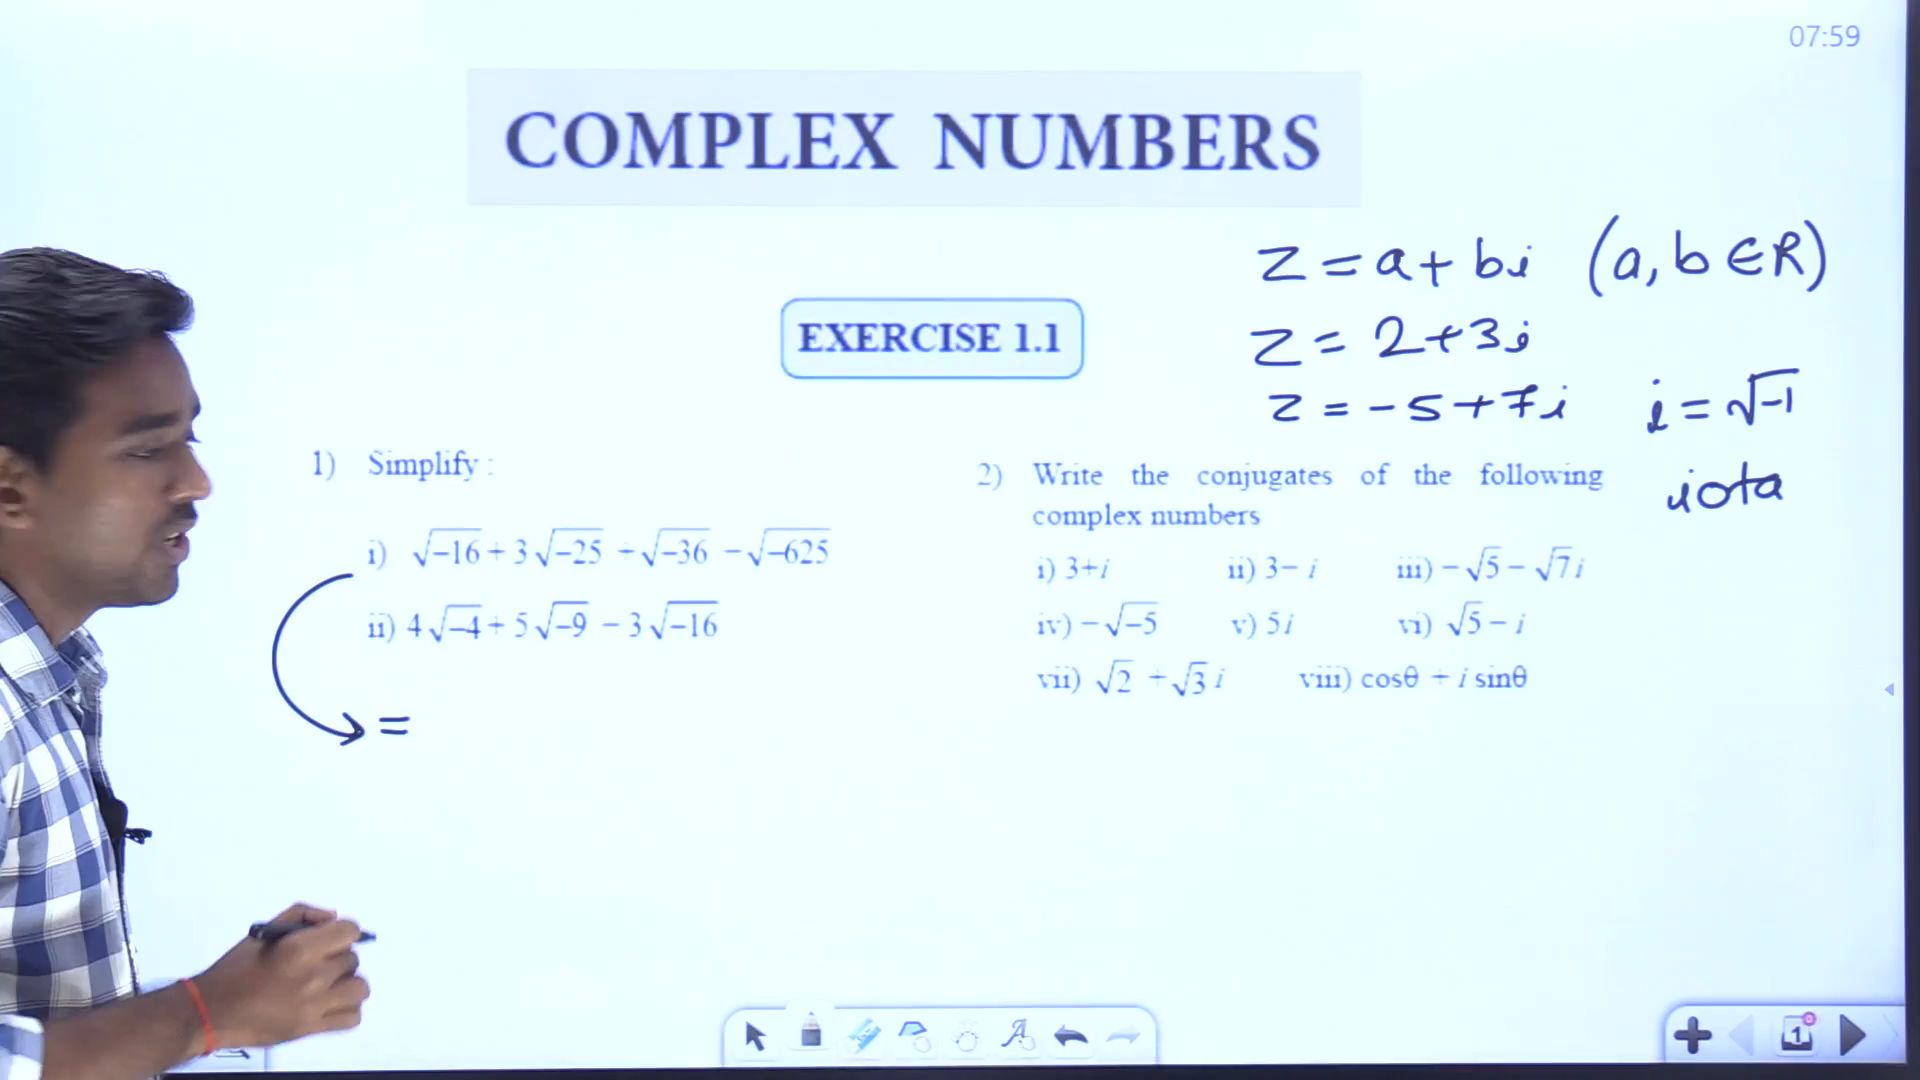 07:59
COMPLEX NUMBERS
z = a + bi (a, b ∈ R)
EXERCISE 1.1
z = 2+3i
z = -5+7i i = √-1
iota
1) Simplify :
i) √–16 + 3√–25 + √–36 – √–625
ii) 4√–4 + 5√–9 – 3√–16
=
2) Write the conjugates of the following
complex numbers
i) 3+i ii) 3– i iii) –√5 – √7 i
iv) –√–5 v) 5i vi) √5 – i
vii) √2 + √3 i viii) cosθ + i sinθ
1